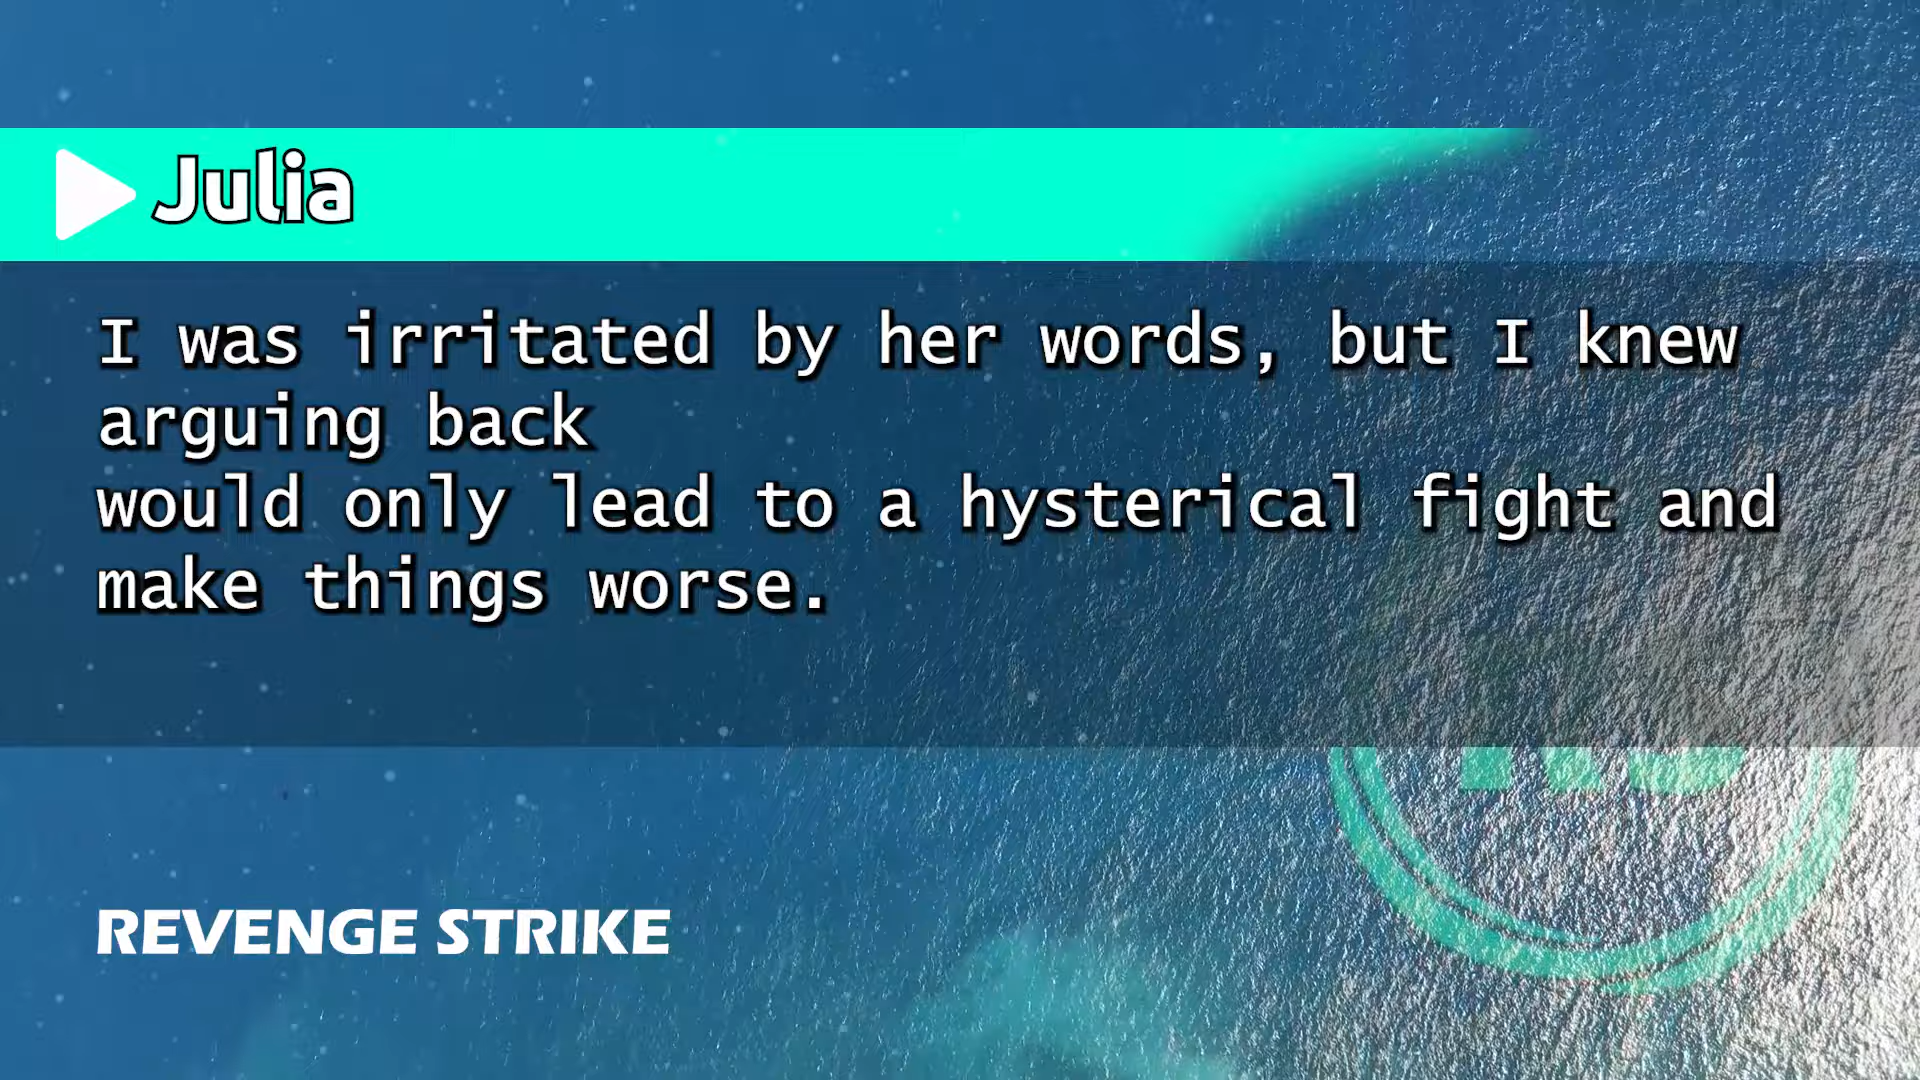 Julia
I was irritated by her words, but I knew
arguing back
would only lead to a hysterical fight and
make things worse.
REVENGE STRIKE